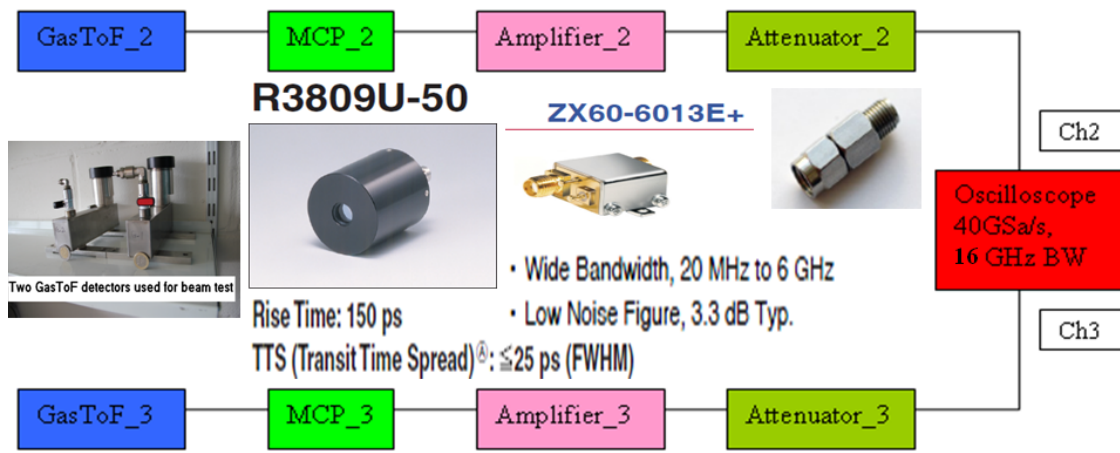 GasToF_2
MCP_2
Amplifier_2
Attenuator_2
R3809U-50
ZX60-6013E+
Ch2
Oscilloscope
40GSa/s,
16 GHz BW
Two GasToF detectors used for beam test
· Wide Bandwidth, 20 MHz to 6 GHz
· Low Noise Figure, 3.3 dB Typ.
Rise Time: 150 ps
TTS (Transit Time Spread)Ⓐ: ≦25 ps (FWHM)
Ch3
GasToF_3
MCP_3
Amplifier_3
Attenuator_3